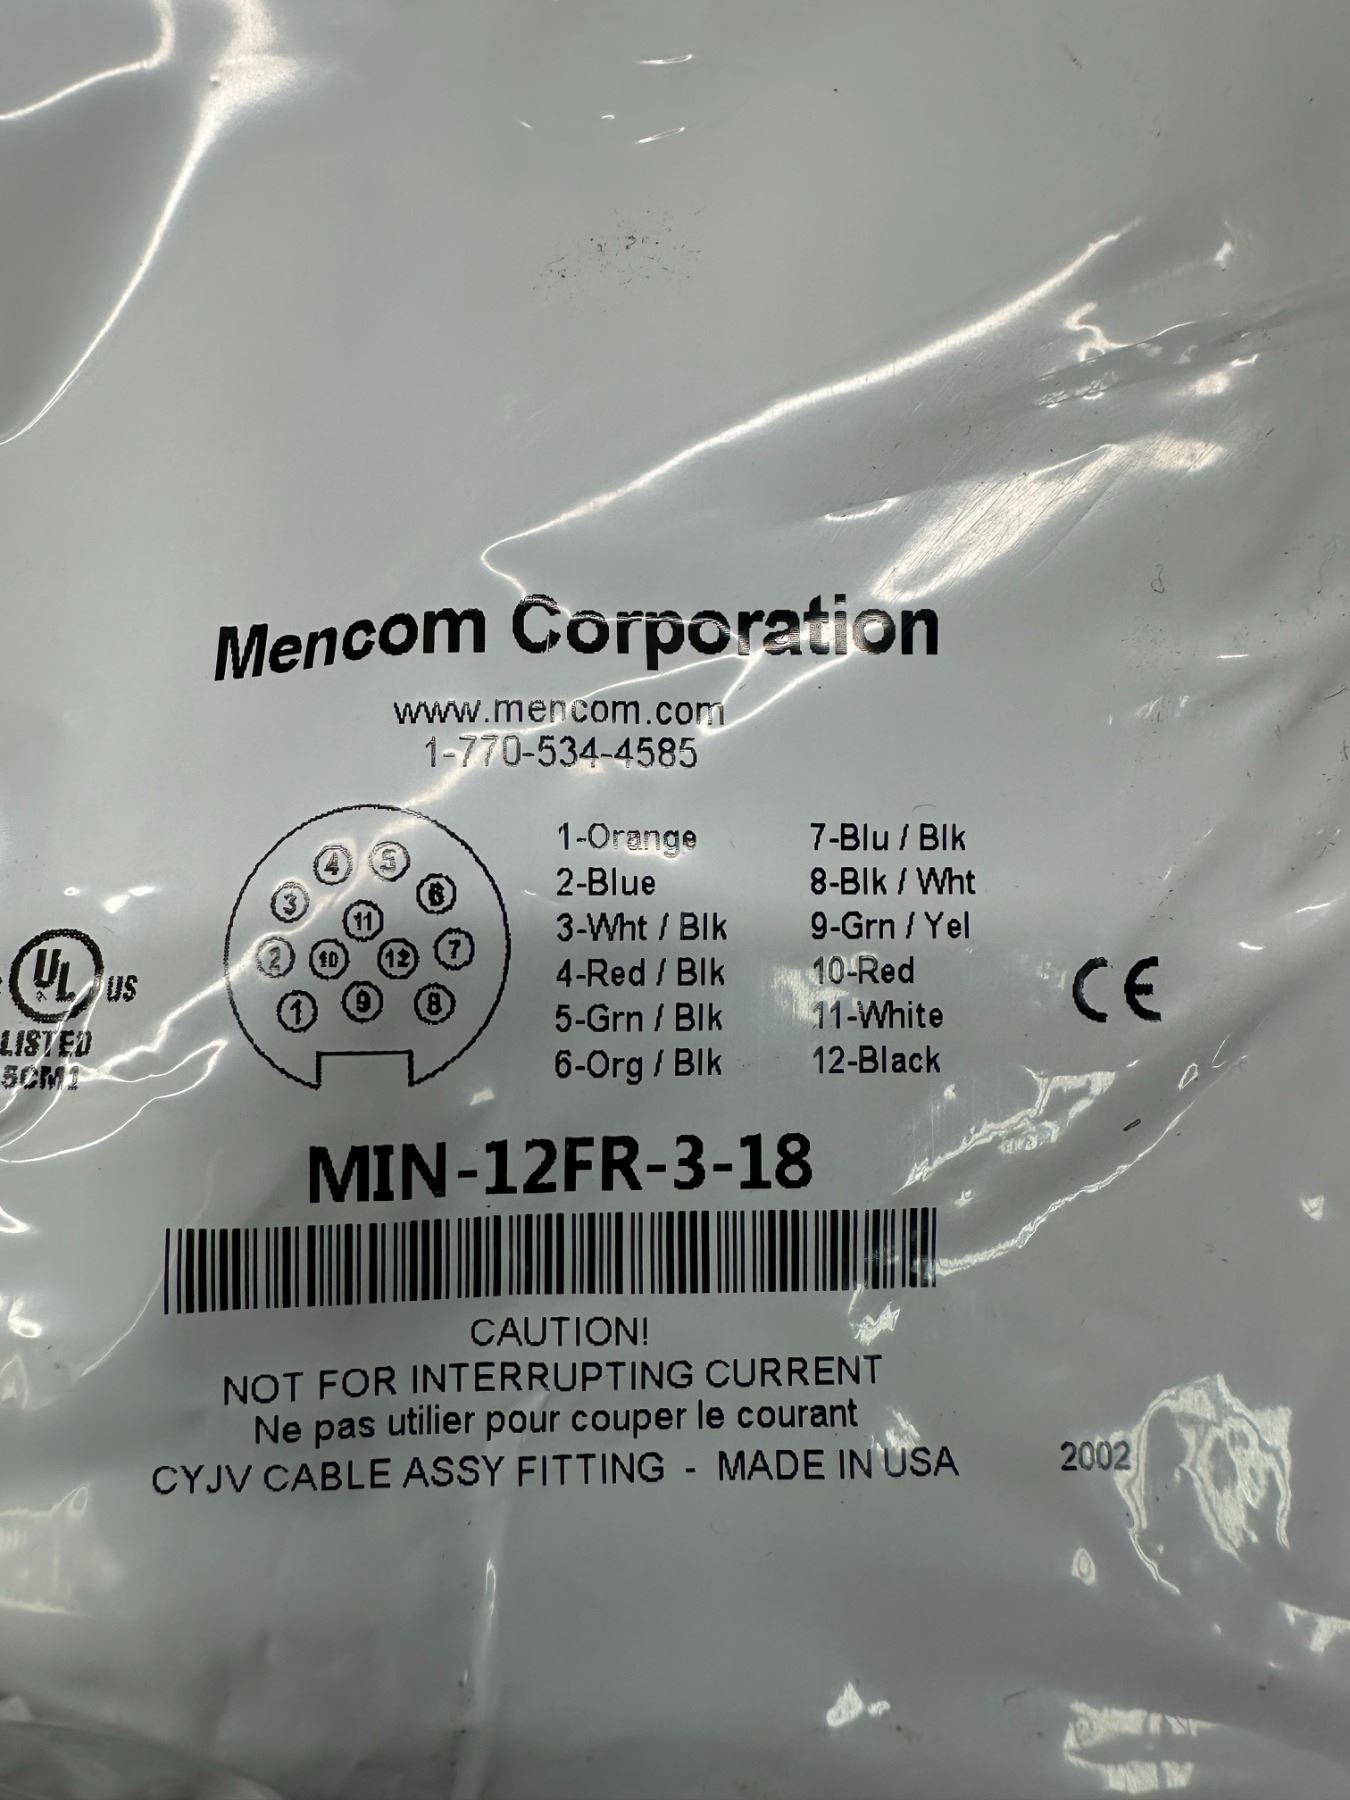 Mencom Corporation
www.mencom.com
1-770-534-4585
4 5
3 6
11
2 10 12 7
1 9 8
1-Orange 7-Blu / Blk
2-Blue 8-Blk / Wht
3-Wht / Blk 9-Grn / Yel
4-Red / Blk 10-Red
5-Grn / Blk 11-White
6-Org / Blk 12-Black
UL US
LISTED
5CM1
CE
MIN-12FR-3-18
CAUTION!
NOT FOR INTERRUPTING CURRENT
Ne pas utilier pour couper le courant
CYJV CABLE ASSY FITTING - MADE IN USA
2002